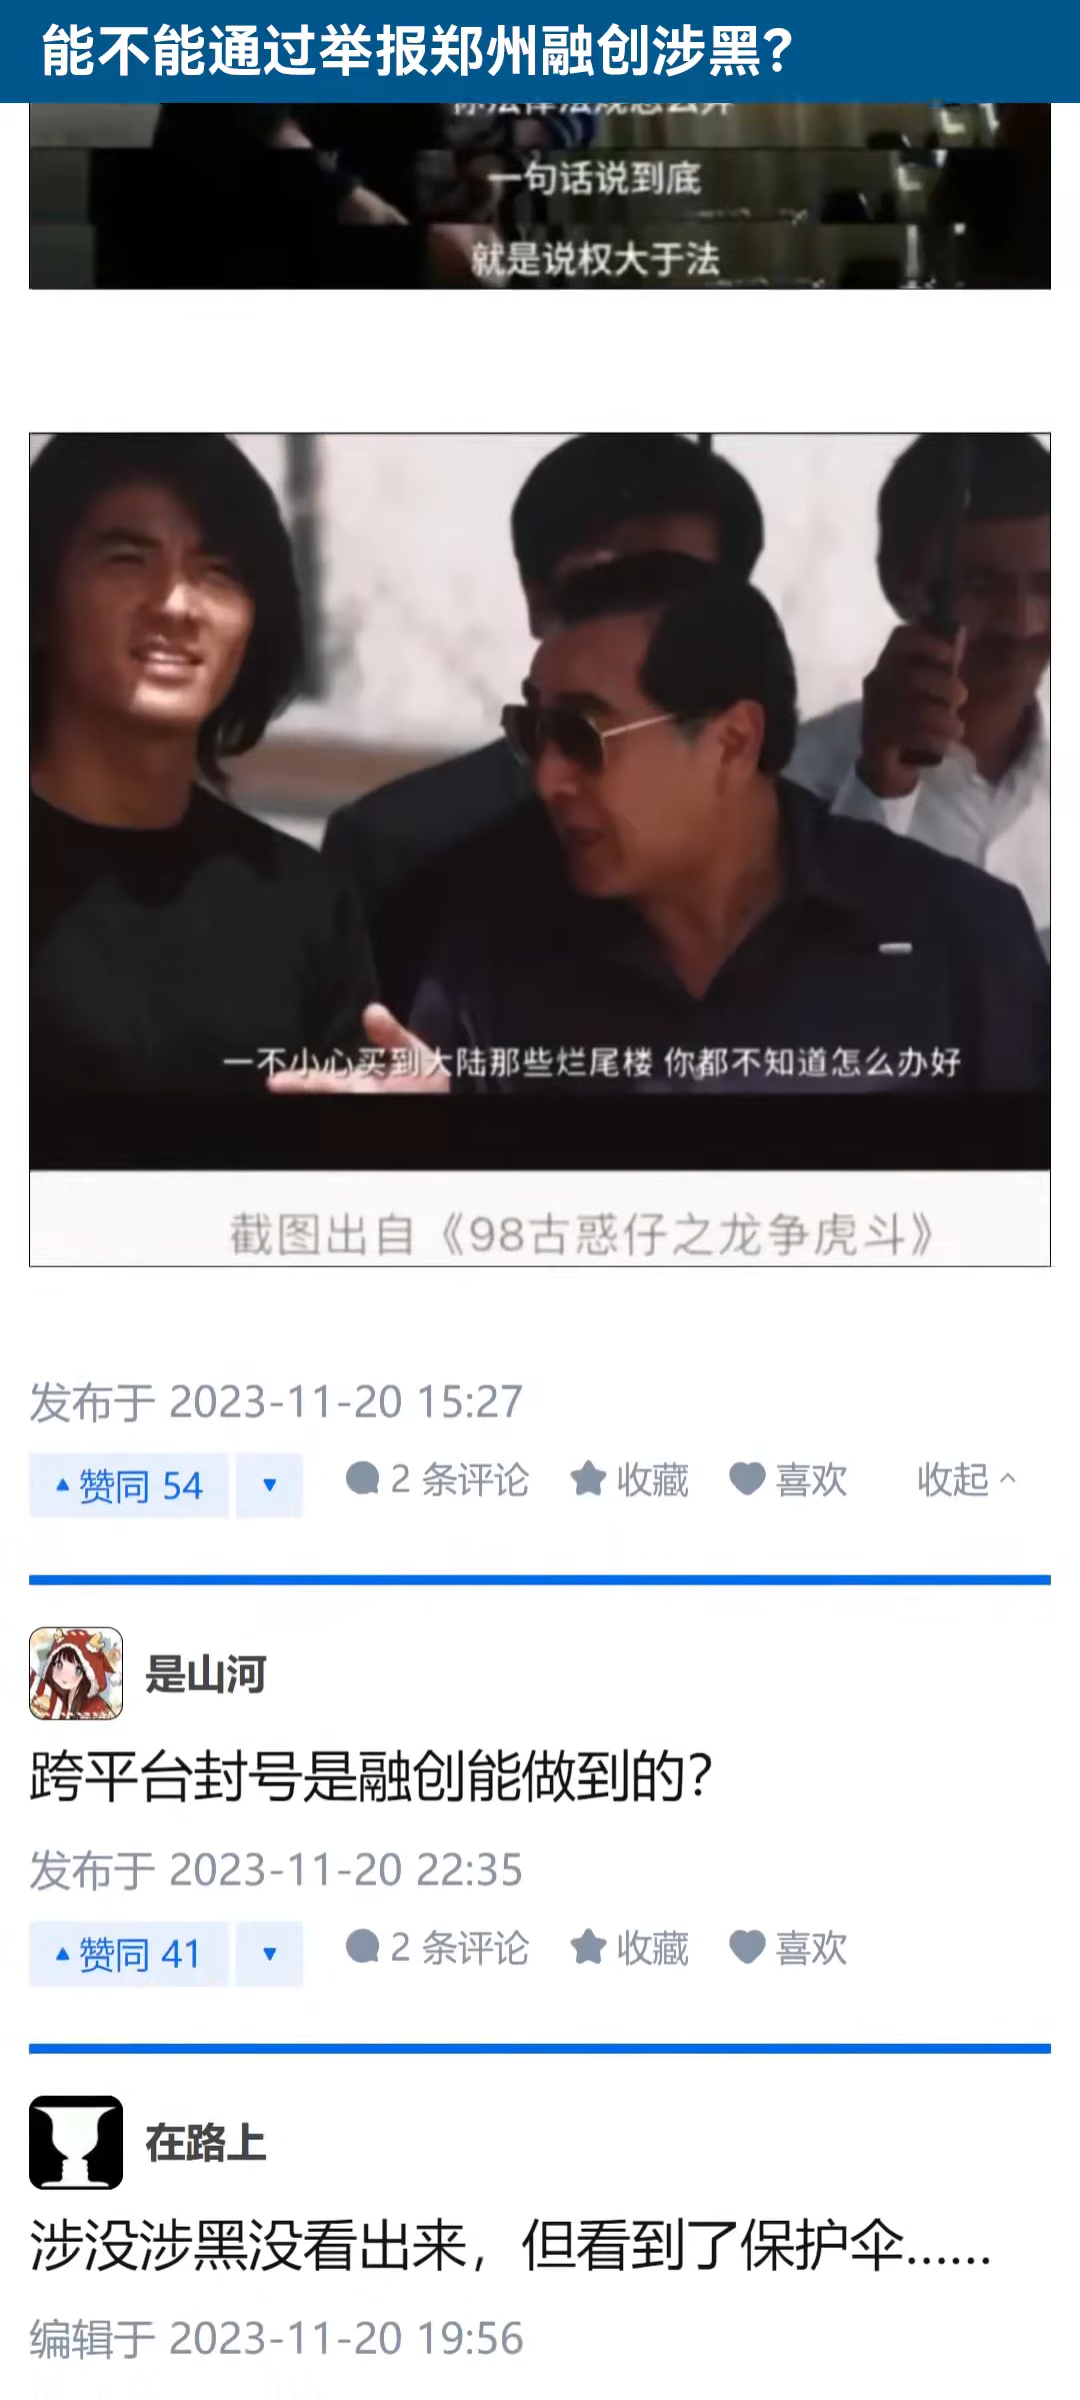 能不能通过举报郑州融创涉黑?
一句话说到底
就是说权大于法
一不小心买到大陆那些烂尾楼 你都不知道怎么办好
截图出自《98古惑仔之龙争虎斗》
发布于 2023-11-20 15:27
赞同 54 2 条评论 收藏 喜欢 收起
是山河
跨平台封号是融创能做到的?
发布于 2023-11-20 22:35
赞同 41 2 条评论 收藏 喜欢
在路上
涉没涉黑没看出来，但看到了保护伞......
编辑于 2023-11-20 19:56